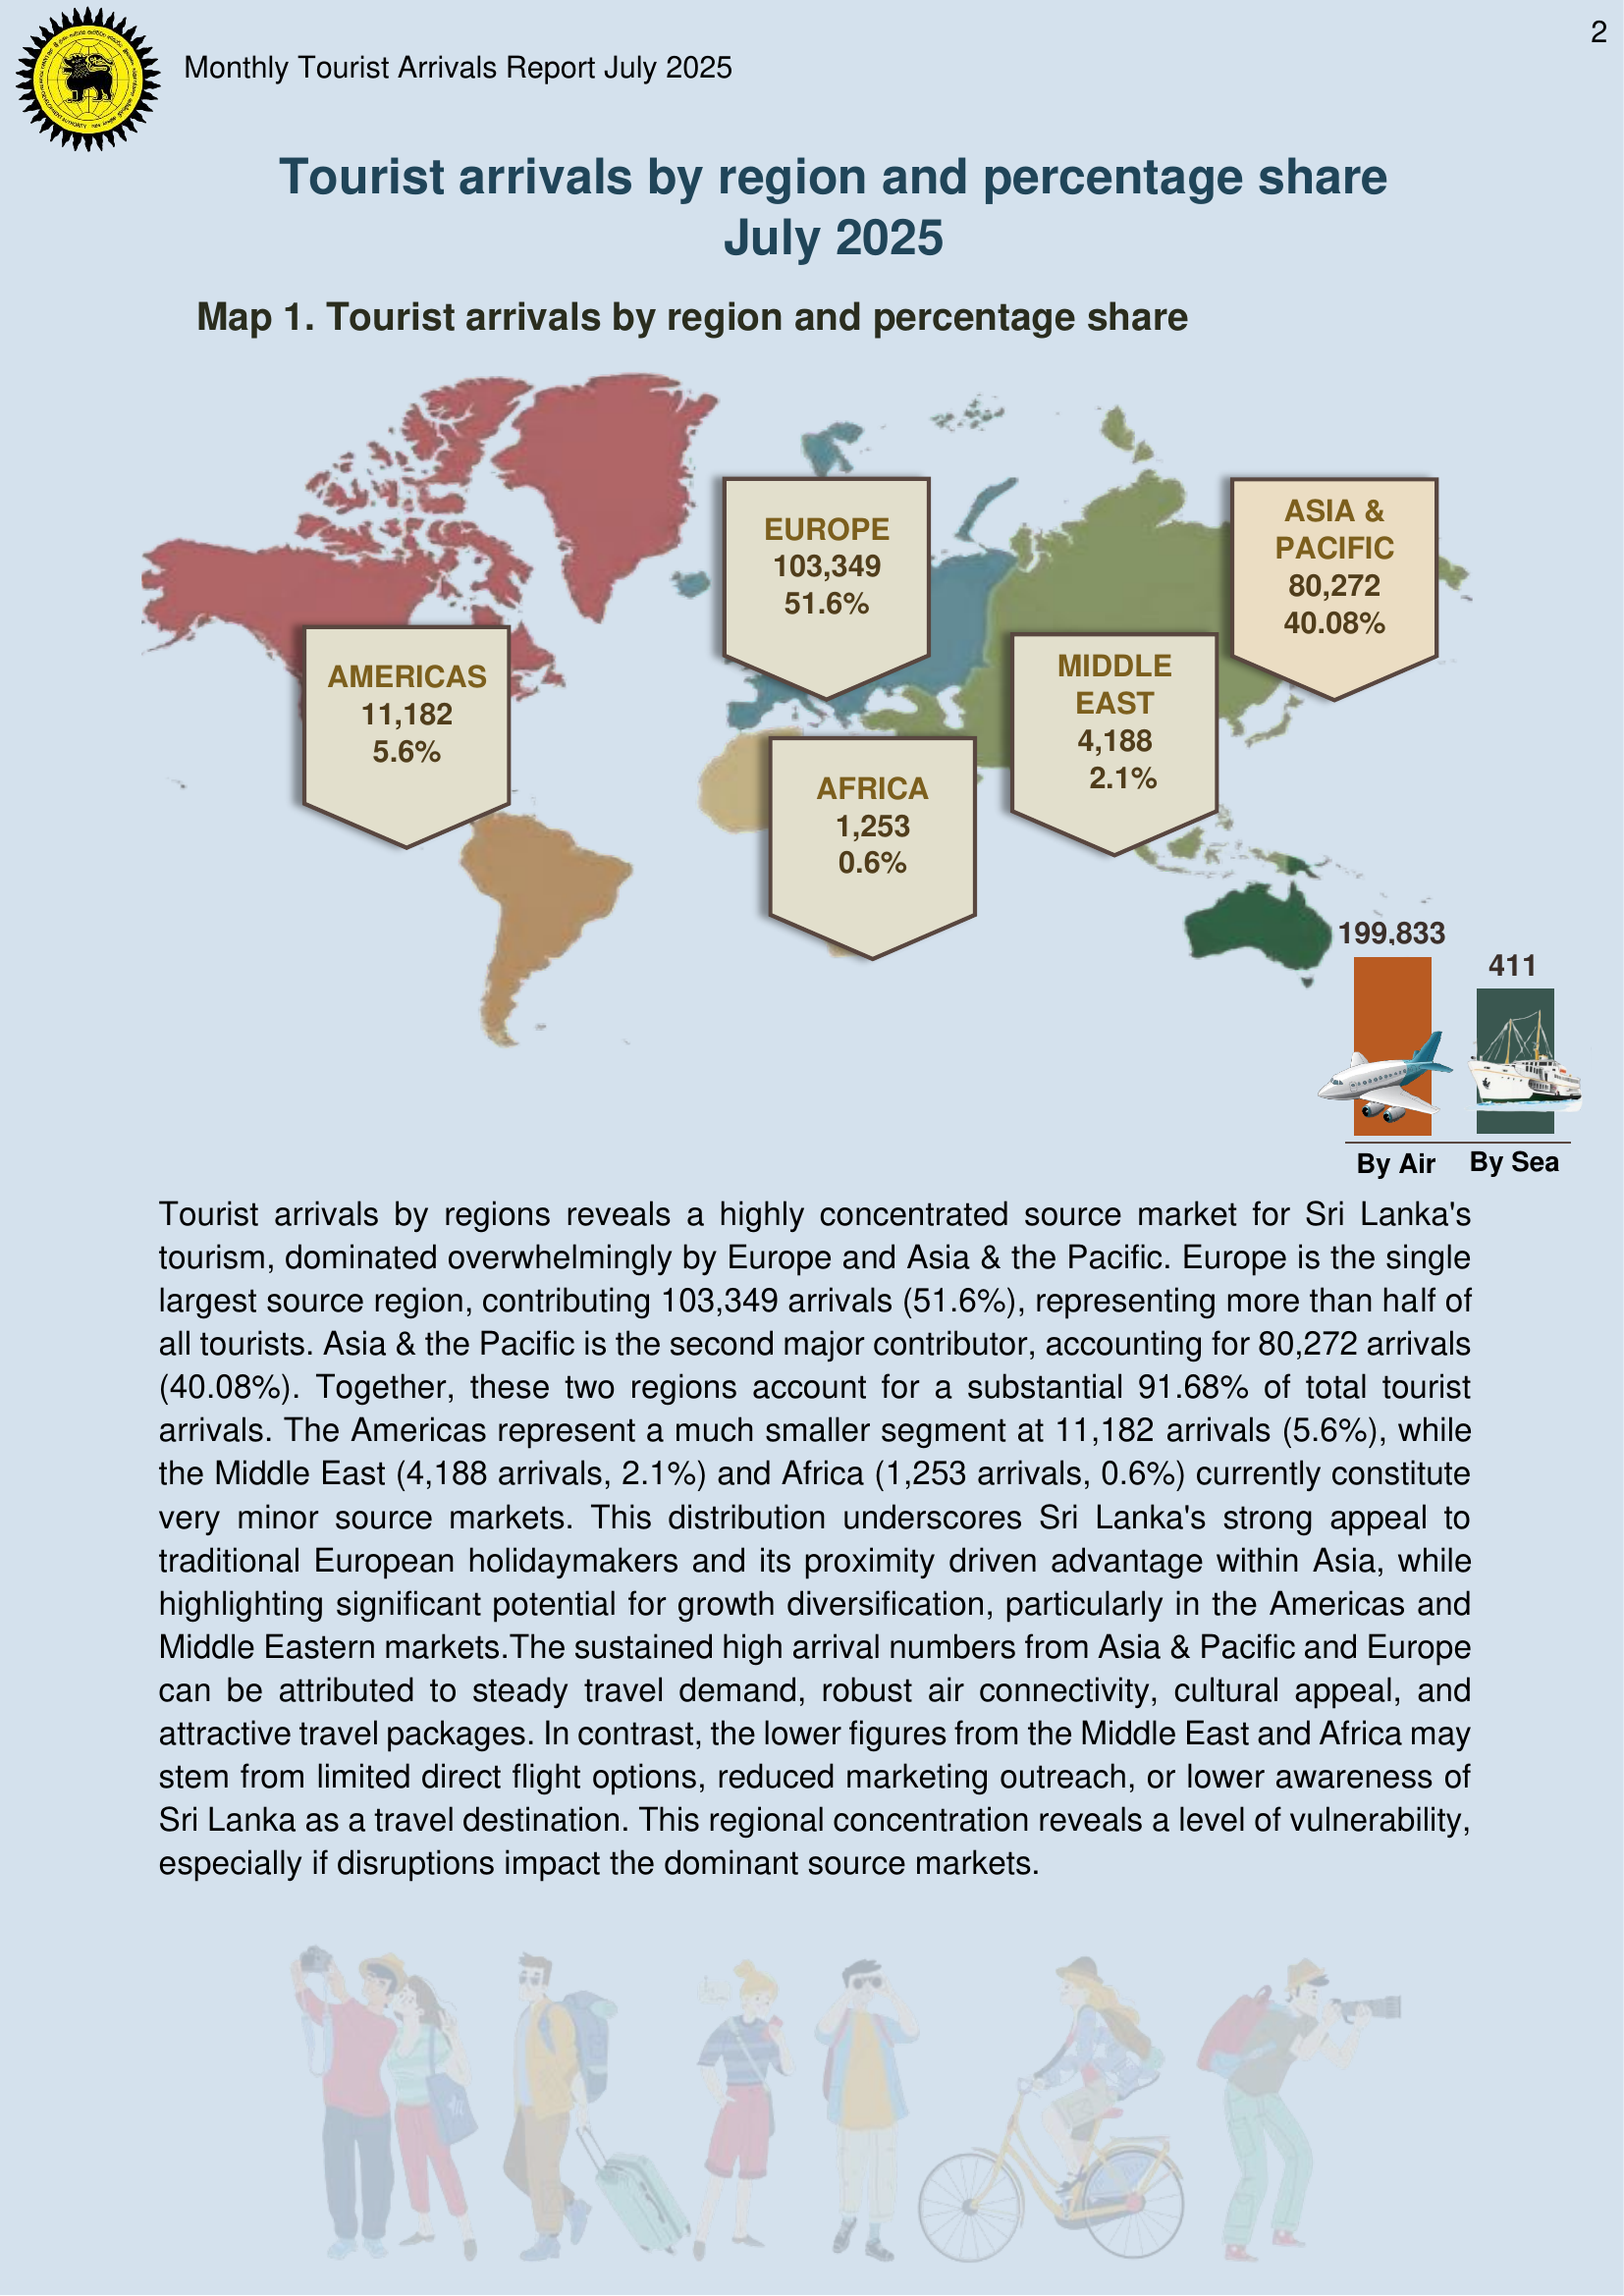 2
Monthly Tourist Arrivals Report July 2025
Tourist arrivals by region and percentage share
July 2025
Map 1. Tourist arrivals by region and percentage share
EUROPE
103,349
51.6%
ASIA &
PACIFIC
80,272
40.08%
AMERICAS
11,182
5.6%
MIDDLE
EAST
4,188
2.1%
AFRICA
1,253
0.6%
199,833
411
By Air
By Sea
Tourist arrivals by regions reveals a highly concentrated source market for Sri Lanka's
tourism, dominated overwhelmingly by Europe and Asia & the Pacific. Europe is the single
largest source region, contributing 103,349 arrivals (51.6%), representing more than half of
all tourists. Asia & the Pacific is the second major contributor, accounting for 80,272 arrivals
(40.08%). Together, these two regions account for a substantial 91.68% of total tourist
arrivals. The Americas represent a much smaller segment at 11,182 arrivals (5.6%), while
the Middle East (4,188 arrivals, 2.1%) and Africa (1,253 arrivals, 0.6%) currently constitute
very minor source markets. This distribution underscores Sri Lanka's strong appeal to
traditional European holidaymakers and its proximity driven advantage within Asia, while
highlighting significant potential for growth diversification, particularly in the Americas and
Middle Eastern markets.The sustained high arrival numbers from Asia & Pacific and Europe
can be attributed to steady travel demand, robust air connectivity, cultural appeal, and
attractive travel packages. In contrast, the lower figures from the Middle East and Africa may
stem from limited direct flight options, reduced marketing outreach, or lower awareness of
Sri Lanka as a travel destination. This regional concentration reveals a level of vulnerability,
especially if disruptions impact the dominant source markets.